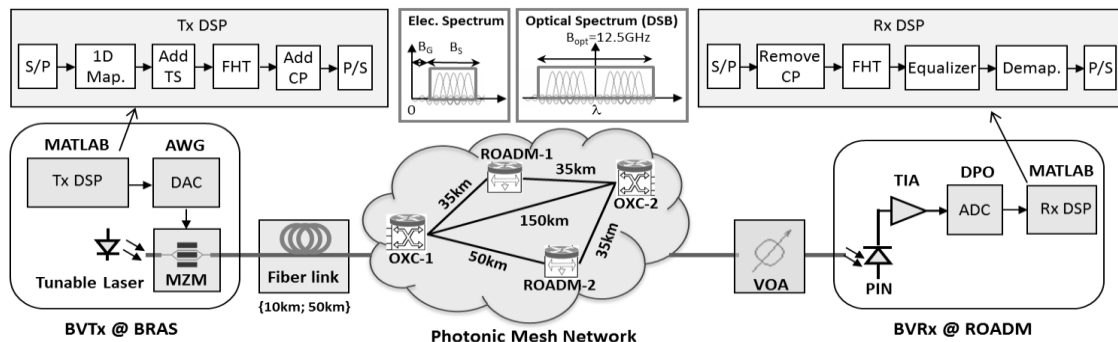 Tx DSP
S/P
1D
Map.
Add
TS
FHT
Add
CP
P/S
Elec. Spectrum
B_G
B_S
0
Optical Spectrum (DSB)
B_opt=12.5GHz
λ
Rx DSP
S/P
Remove
CP
FHT
Equalizer
Demap.
P/S
MATLAB
AWG
Tx DSP
DAC
Tunable Laser
MZM
BVTx @ BRAS
Fiber link
{10km; 50km}
ROADM-1
35km
35km
OXC-2
150km
OXC-1
50km
35km
ROADM-2
Photonic Mesh Network
VOA
TIA
DPO
MATLAB
ADC
Rx DSP
PIN
BVRx @ ROADM